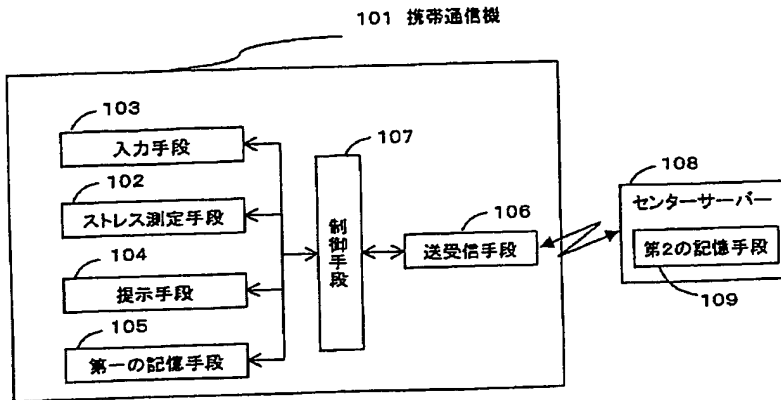 101 携帯通信機
103
入力手段
102
ストレス測定手段
104
提示手段
105
第一の記憶手段
107
制御手段
106
送受信手段
108
センターサーバー
第2の記憶手段
109